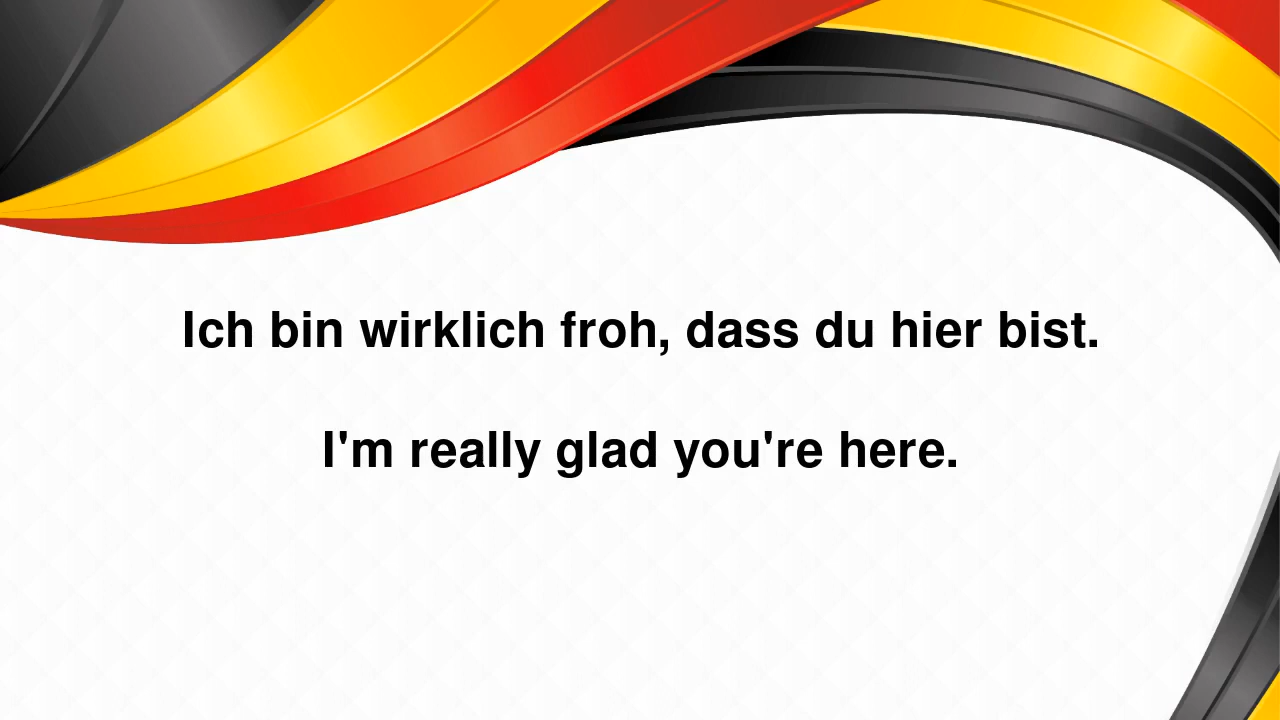 Ich bin wirklich froh, dass du hier bist.
I'm really glad you're here.